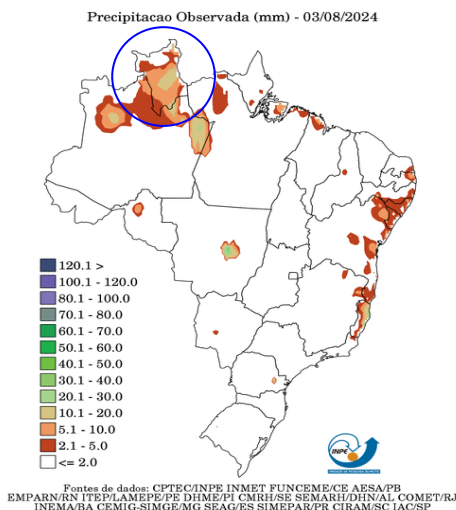 Precipitacao Observada (mm) - 03/08/2024
120.1 >
100.1 - 120.0
80.1 - 100.0
70.1 - 80.0
60.1 - 70.0
50.1 - 60.0
40.1 - 50.0
30.1 - 40.0
20.1 - 30.0
10.1 - 20.0
5.1 - 10.0
2.1 - 5.0
<= 2.0
INPE
Fontes de dados: CPTEC/INPE INMET FUNCEME/CE AESA/PB
EMPARN/RN ITEP/LAMEPE/PE DHME/PI CMRH/SE SEMARH/DHN/AL COMET/RJ
INEMA/BA CEMIG-SIMGE/MG SEAG/ES SIMEPAR/PR CIRAM/SC IAC/SP